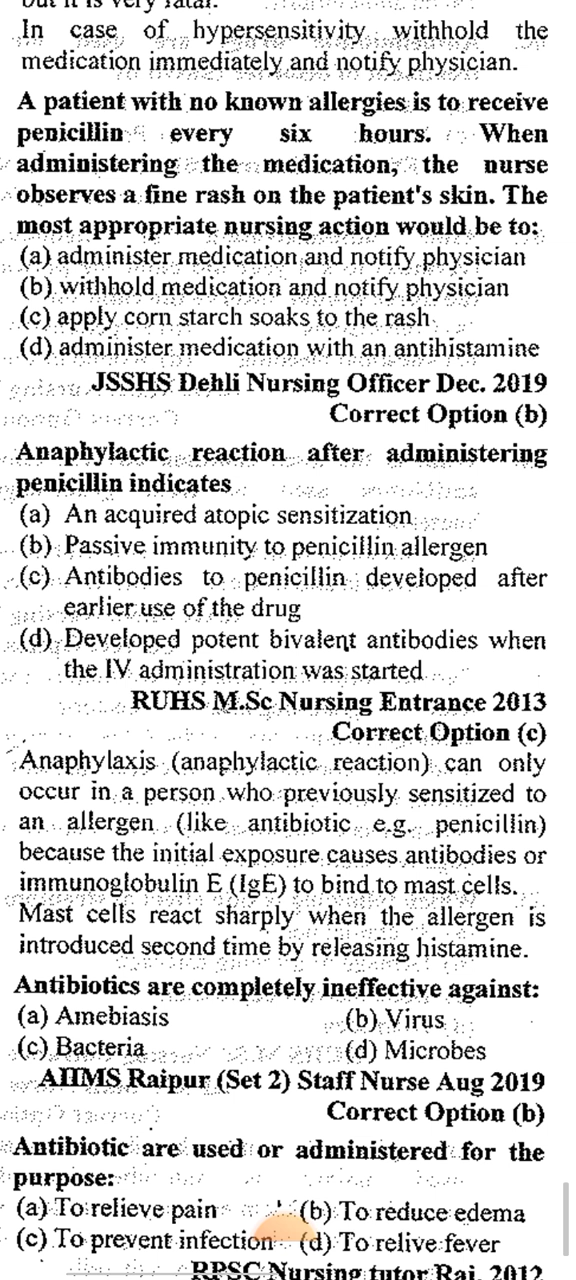 but it is very fatal.
In case of hypersensitivity withhold the
medication immediately and notify physician.
A patient with no known allergies is to receive
penicillin every six hours. When
administering the medication, the nurse
observes a fine rash on the patient's skin. The
most appropriate nursing action would be to:
(a) administer medication and notify physician
(b) withhold medication and notify physician
(c) apply corn starch soaks to the rash
(d) administer medication with an antihistamine
JSSHS Dehli Nursing Officer Dec. 2019
Correct Option (b)
Anaphylactic reaction after administering
penicillin indicates
(a) An acquired atopic sensitization
(b) Passive immunity to penicillin allergen
(c) Antibodies to penicillin developed after
earlier use of the drug
(d) Developed potent bivalent antibodies when
the IV administration was started
RUHS M.Sc Nursing Entrance 2013
Correct Option (c)
Anaphylaxis (anaphylactic reaction) can only
occur in a person who previously sensitized to
an allergen (like antibiotic e.g. penicillin)
because the initial exposure causes antibodies or
immunoglobulin E (IgE) to bind to mast cells.
Mast cells react sharply when the allergen is
introduced second time by releasing histamine.
Antibiotics are completely ineffective against:
(a) Amebiasis (b) Virus
(c) Bacteria (d) Microbes
AIIMS Raipur (Set 2) Staff Nurse Aug 2019
Correct Option (b)
Antibiotic are used or administered for the
purpose:
(a) To relieve pain (b) To reduce edema
(c) To prevent infection (d) To relive fever
RPSC Nursing tutor Raj. 2012